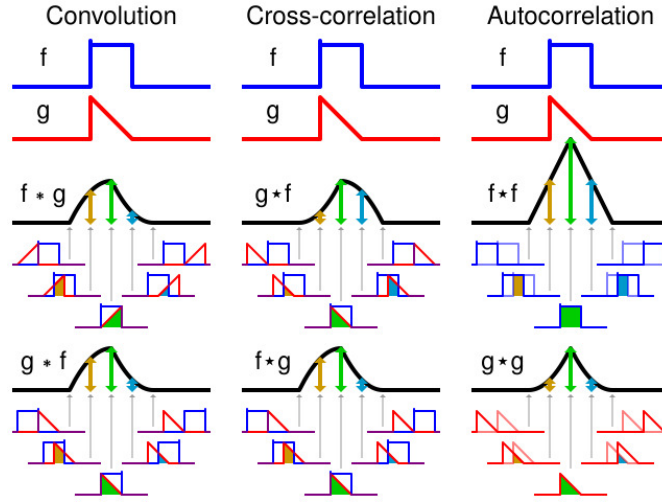 Convolution Cross-correlation Autocorrelation
f f f
g g g
f * g g⋆f f⋆f
g * f f⋆g g⋆g